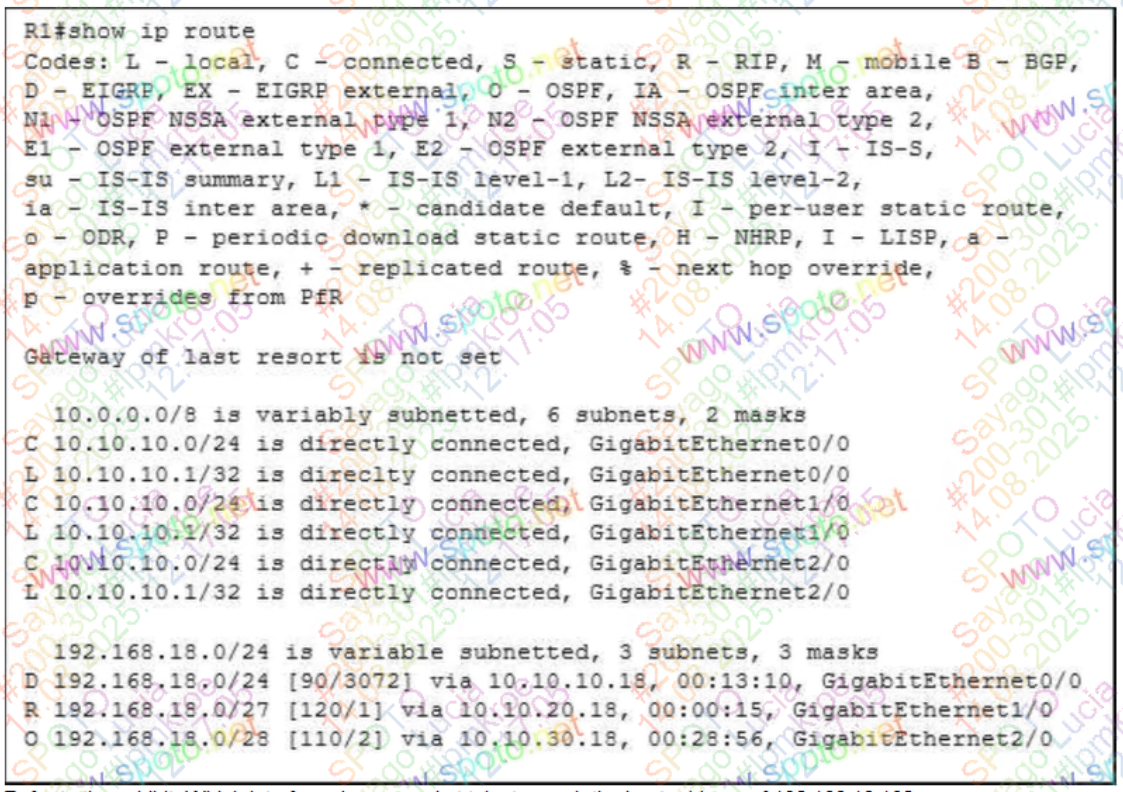 R1#show ip route
Codes: L - local, C - connected, S - static, R - RIP, M - mobile B - BGP,
D - EIGRP, EX - EIGRP external, O - OSPF, IA - OSPF inter area,
N1 - OSPF NSSA external type 1, N2 - OSPF NSSA external type 2,
E1 - OSPF external type 1, E2 - OSPF external type 2, I - IS-S,
su - IS-IS summary, L1 - IS-IS level-1, L2- IS-IS level-2,
ia - IS-IS inter area, * - candidate default, I - per-user static route,
o - ODR, P - periodic download static route, H - NHRP, I - LISP, a -
application route, + - replicated route, % - next hop override,
p - overrides from PfR
Gateway of last resort is not set
10.0.0.0/8 is variably subnetted, 6 subnets, 2 masks
C 10.10.10.0/24 is directly connected, GigabitEthernet0/0
L 10.10.10.1/32 is direclty connected, GigabitEthernet0/0
C 10.10.10.0/24 is directly connected, GigabitEthernet1/0
L 10.10.10.1/32 is directly connected, GigabitEthernet1/0
C 10.10.10.0/24 is directly connected, GigabitEthernet2/0
L 10.10.10.1/32 is directly connected, GigabitEthernet2/0
192.168.18.0/24 is variable subnetted, 3 subnets, 3 masks
D 192.168.18.0/24 [90/3072] via 10.10.10.18, 00:13:10, GigabitEthernet0/0
R 192.168.18.0/27 [120/1] via 10.10.20.18, 00:00:15, GigabitEthernet1/0
O 192.168.18.0/28 [110/2] via 10.10.30.18, 00:28:56, GigabitEthernet2/0
www.spoto.net